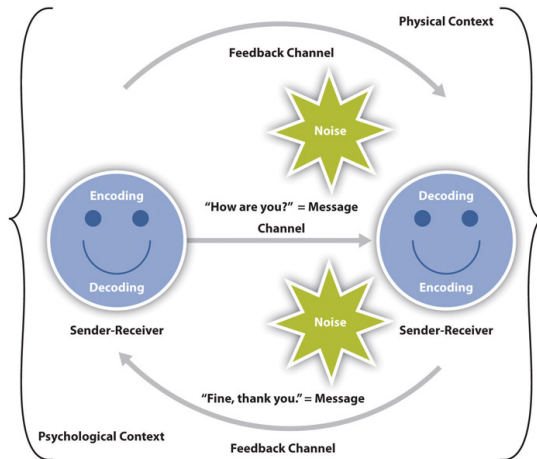 Physical Context
Feedback Channel
Noise
Encoding
Decoding
"How are you?" = Message
Channel
Decoding
Encoding
Sender-Receiver
Noise
Sender-Receiver
"Fine, thank you." = Message
Psychological Context
Feedback Channel